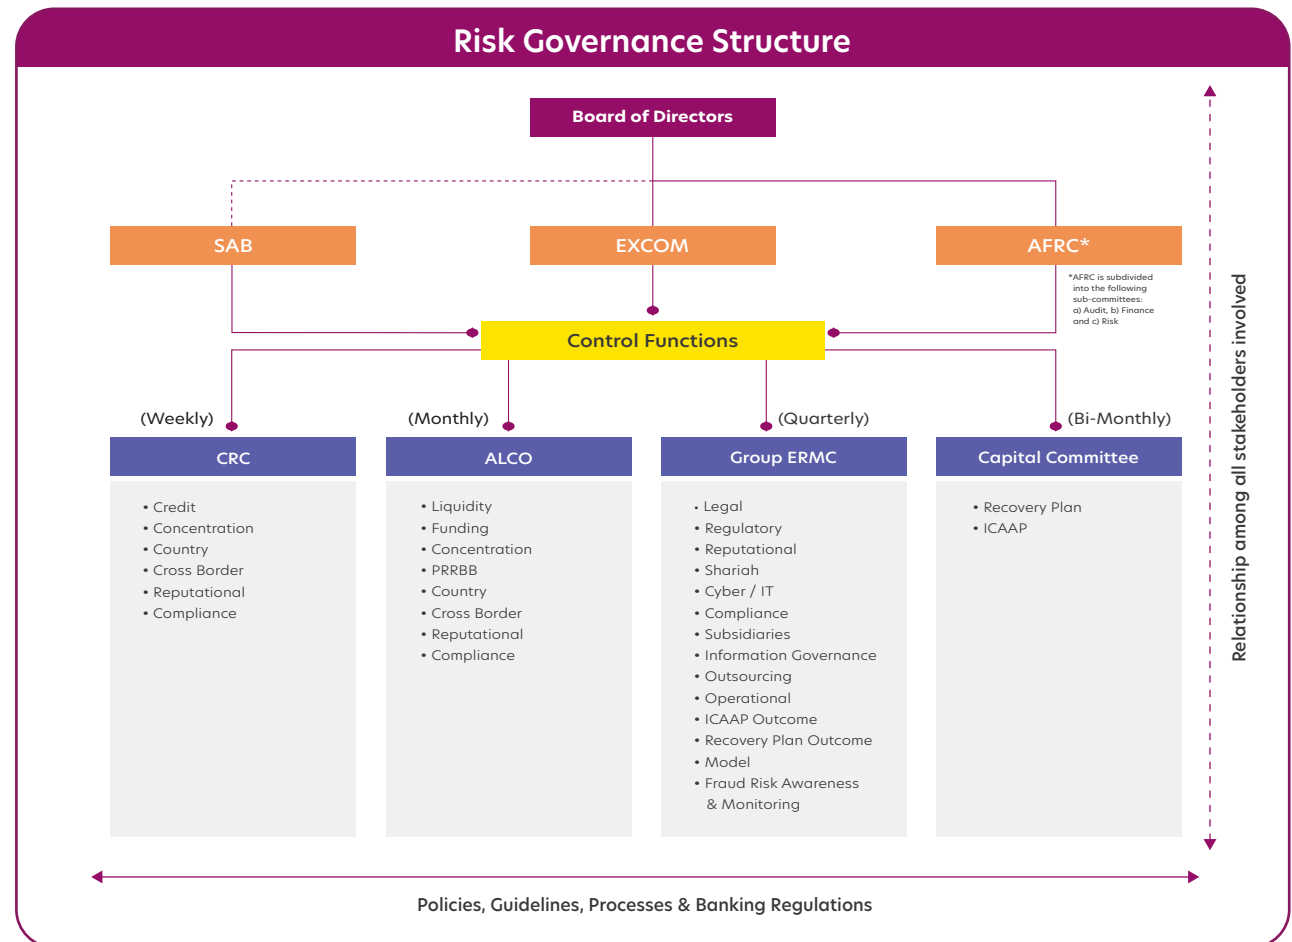 Risk Governance Structure
Board of Directors
SAB
EXCOM
AFRC*
*AFRC is subdivided
into the following
sub-committees:
a) Audit, b) Finance
and c) Risk
Control Functions
(Weekly)
(Monthly)
(Quarterly)
(Bi-Monthly)
CRC
• Credit
• Concentration
• Country
• Cross Border
• Reputational
• Compliance
ALCO
• Liquidity
• Funding
• Concentration
• PRRBB
• Country
• Cross Border
• Reputational
• Compliance
Group ERMC
• Legal
• Regulatory
• Reputational
• Shariah
• Cyber / IT
• Compliance
• Subsidiaries
• Information Governance
• Outsourcing
• Operational
• ICAAP Outcome
• Recovery Plan Outcome
• Model
• Fraud Risk Awareness
& Monitoring
Capital Committee
• Recovery Plan
• ICAAP
Relationship among all stakeholders involved
Policies, Guidelines, Processes & Banking Regulations